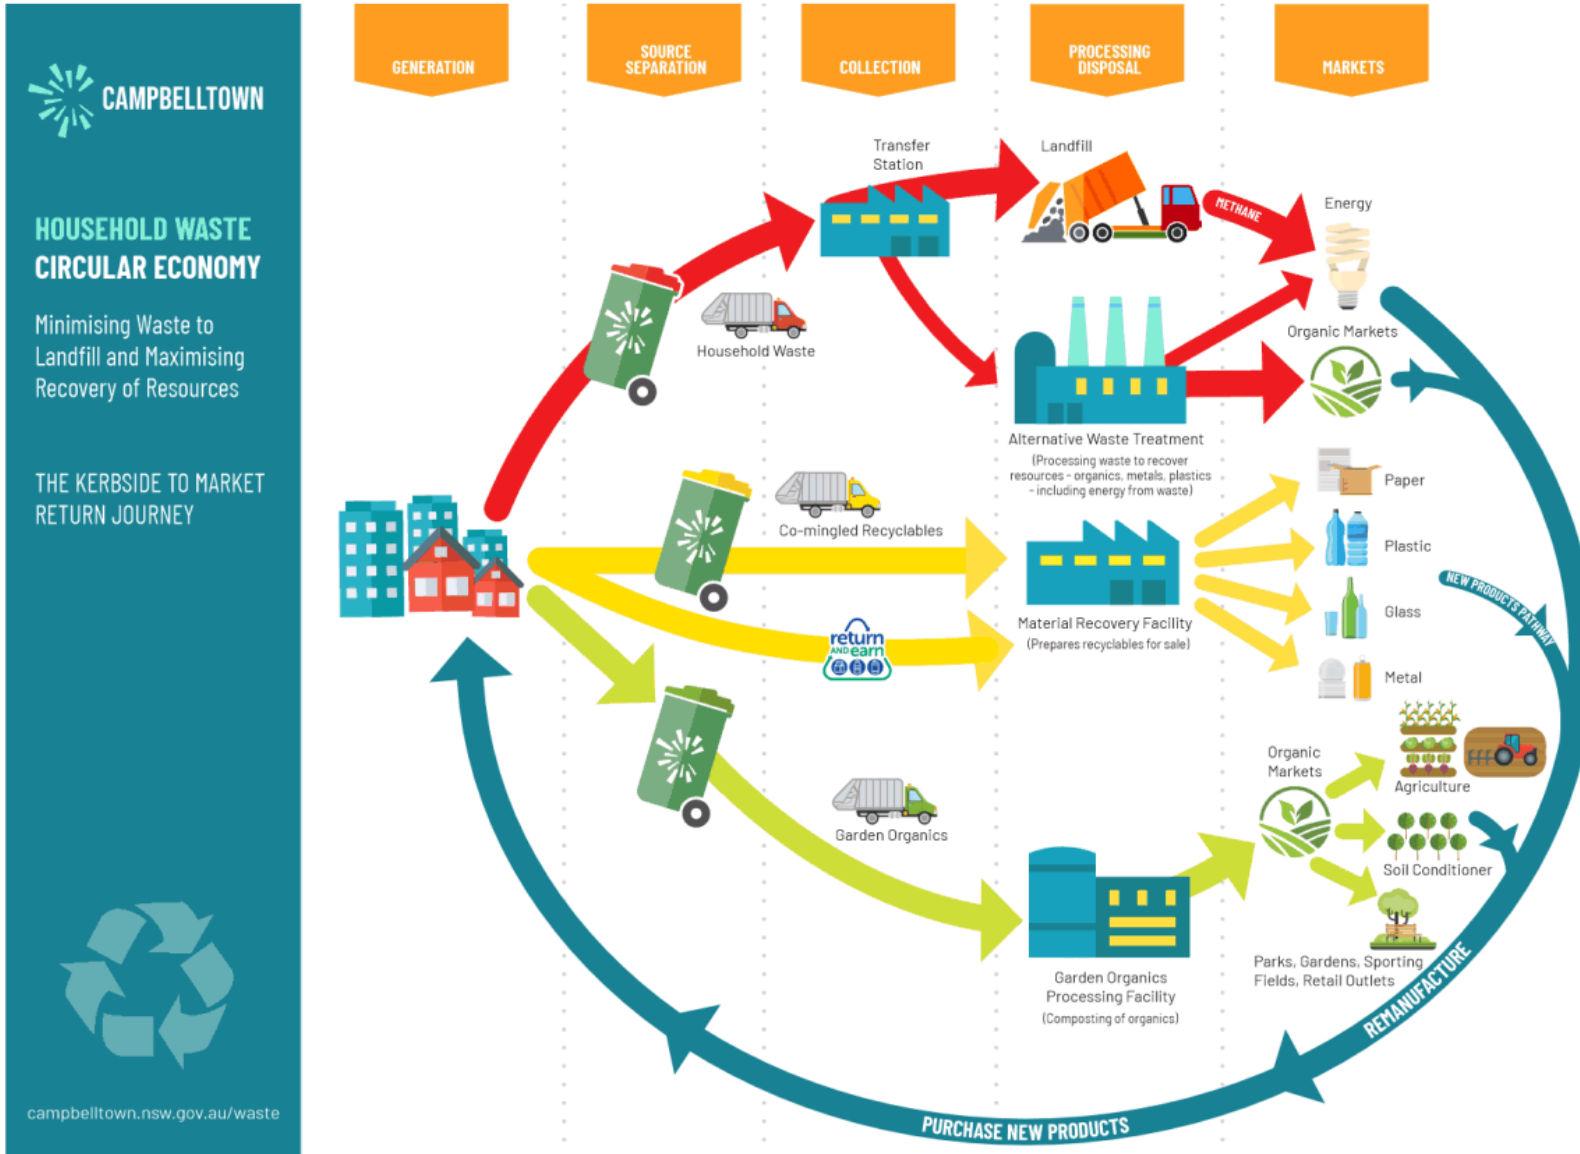 CAMPBELLTOWN
HOUSEHOLD WASTE
CIRCULAR ECONOMY
Minimising Waste to
Landfill and Maximising
Recovery of Resources
THE KERBSIDE TO MARKET
RETURN JOURNEY
campbelltown.nsw.gov.au/waste
GENERATION
SOURCE
SEPARATION
COLLECTION
PROCESSING
DISPOSAL
MARKETS
Transfer
Station
Landfill
METHANE
Energy
Household Waste
Organic Markets
Alternative Waste Treatment
(Processing waste to recover
resources - organics, metals, plastics
- including energy from waste)
Co-mingled Recyclables
Paper
Plastic
Glass
Metal
NEW PRODUCTS PATHWAY
return
AND earn
Material Recovery Facility
(Prepares recyclables for sale)
Organic
Markets
Agriculture
Soil Conditioner
Parks, Gardens, Sporting
Fields, Retail Outlets
Garden Organics
Garden Organics
Processing Facility
(Composting of organics)
REMANUFACTURE
PURCHASE NEW PRODUCTS